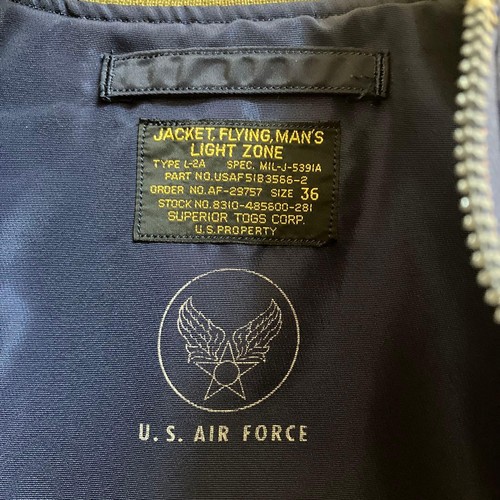 JACKET, FLYING, MAN'S
LIGHT ZONE
TYPE L-2A SPEC. MIL-J-5391A
PART NO. USAF51B3566-2
ORDER NO. AF-29757 SIZE 36
STOCK NO. 8310-485600-281
SUPERIOR TOGS CORP.
U.S. PROPERTY
U. S. AIR FORCE